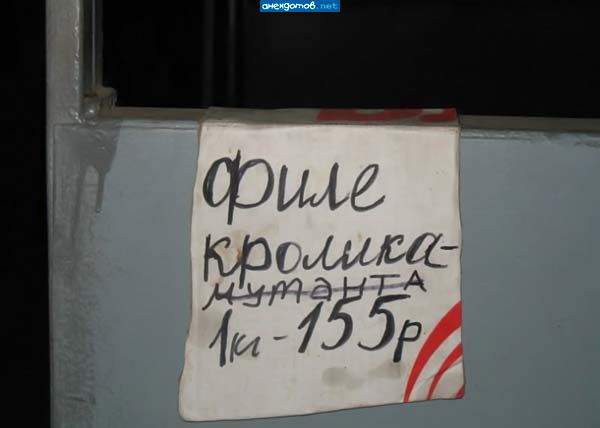 анекдотов.net
Филе
кролика-
мутанта
1кг-155р